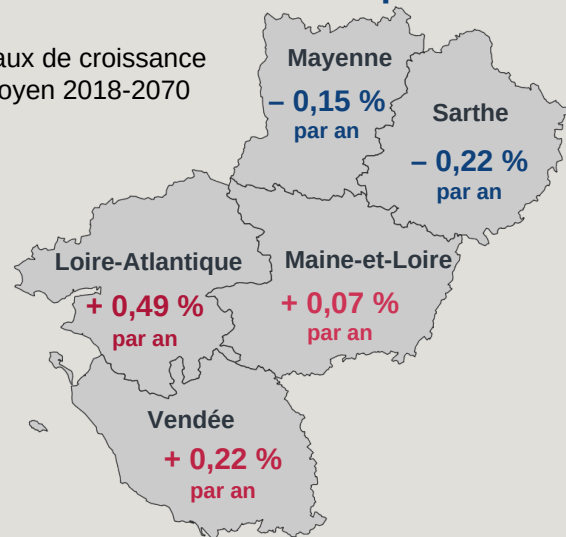 aux de croissance
oyen 2018-2070
Mayenne
– 0,15 %
par an
Sarthe
– 0,22 %
par an
Loire-Atlantique
+ 0,49 %
par an
Maine-et-Loire
+ 0,07 %
par an
Vendée
+ 0,22 %
par an